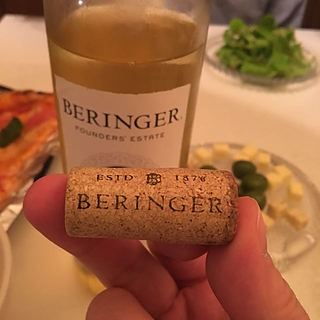 BERINGER
FOUNDERS' ESTATE
ESTD 1876
BERINGER